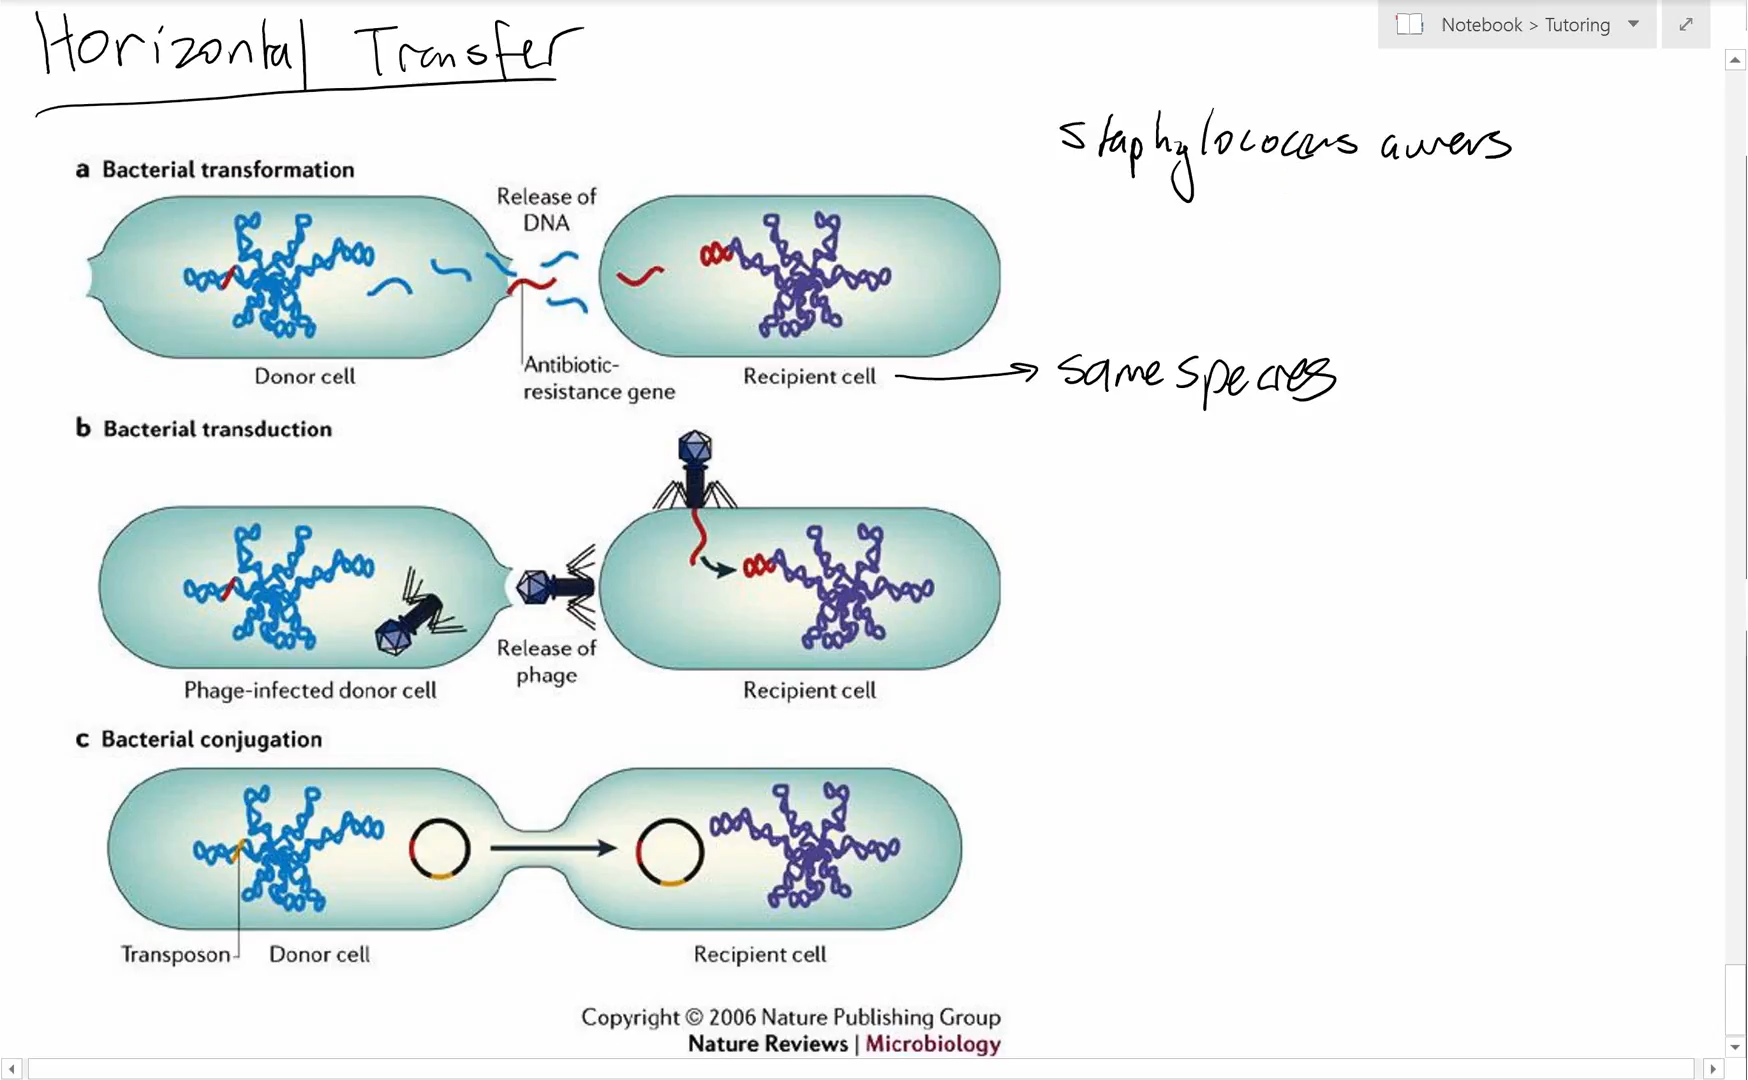 Horizontal Transfer
Notebook > Tutoring
Staphylococcus aureus
a Bacterial transformation
Release of
DNA
Antibiotic-
resistance gene
Donor cell
Recipient cell
same species
b Bacterial transduction
Release of
phage
Phage-infected donor cell
Recipient cell
c Bacterial conjugation
Transposon
Donor cell
Recipient cell
Copyright © 2006 Nature Publishing Group
Nature Reviews | Microbiology